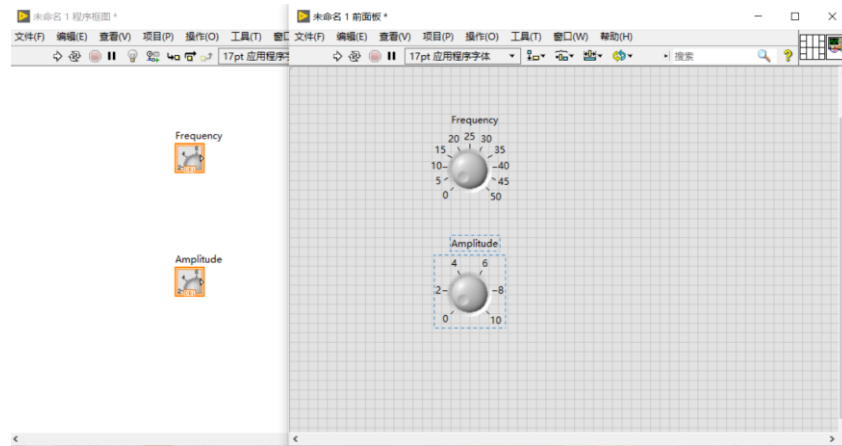 未命名 1 程序框图 *
文件(F) 编辑(E) 查看(V) 项目(P) 操作(O) 工具(T)
17pt 应用程序
Frequency
Amplitude
未命名 1 前面板 *
文件(F) 编辑(E) 查看(V) 项目(P) 操作(O) 工具(T) 窗口(W) 帮助(H)
17pt 应用程序字体
搜索
Frequency
20 25 30
15 35
10 40
5 45
0 50
Amplitude
4 6
2 8
0 10